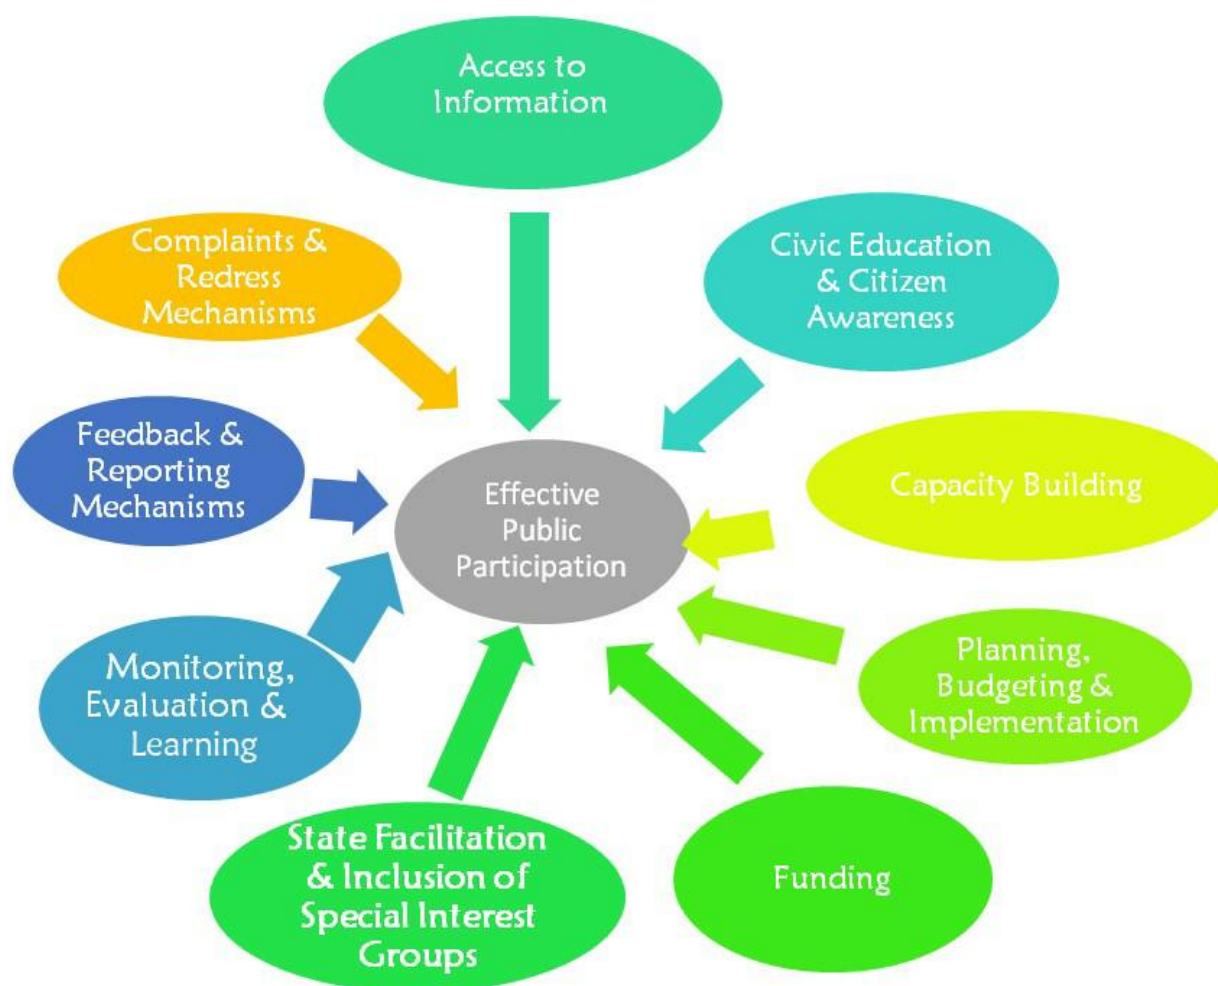 Access to
Information
Civic Education
& Citizen
Awareness
Capacity Building
Planning,
Budgeting &
Implementation
Funding
State Facilitation
& Inclusion of
Special Interest
Groups
Monitoring,
Evaluation &
Learning
Feedback &
Reporting
Mechanisms
Complaints &
Redress
Mechanisms
Effective
Public
Participation